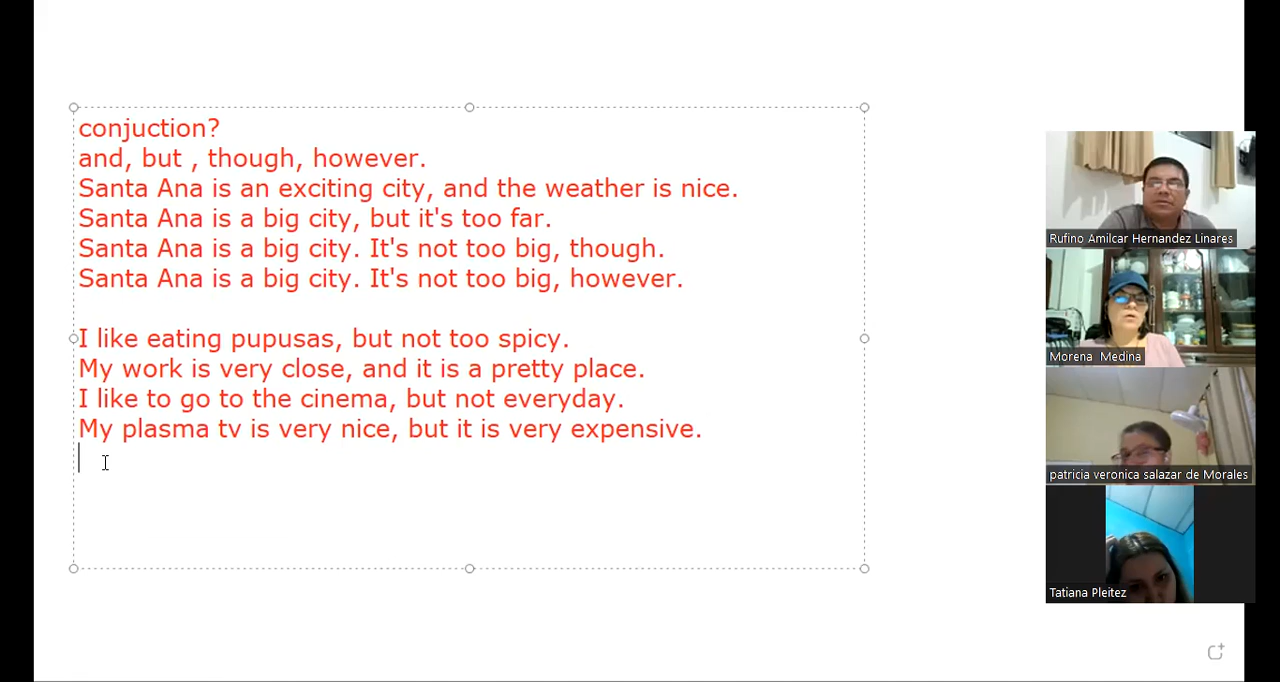 conjuction?
and, but , though, however.
Santa Ana is an exciting city, and the weather is nice.
Santa Ana is a big city, but it's too far.
Santa Ana is a big city. It's not too big, though.
Santa Ana is a big city. It's not too big, however.
I like eating pupusas, but not too spicy.
My work is very close, and it is a pretty place.
I like to go to the cinema, but not everyday.
My plasma tv is very nice, but it is very expensive.
Rufino Amilcar Hernandez Linares
Morena Medina
patricia veronica salazar de Morales
Tatiana Pleitez